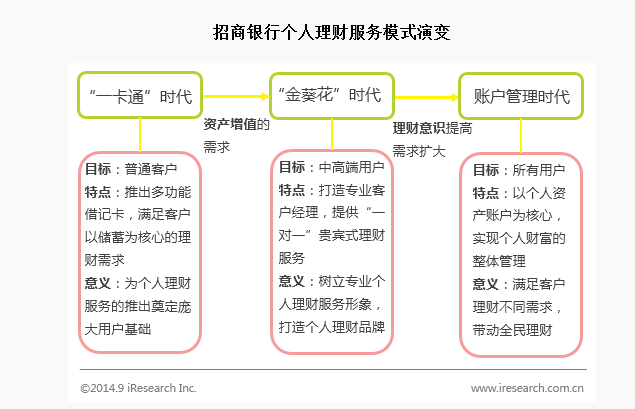 招商银行个人理财服务模式演变
“一卡通”时代
资产增值的
需求
“金葵花”时代
理财意识提高
需求扩大
账户管理时代
目标：普通客户
特点：推出多功能
借记卡，满足客户
以储蓄为核心的理
财需求
意义：为个人理财
服务的推出奠定庞
大用户基础
目标：中高端用户
特点：打造专业客
户经理，提供“一
对一”贵宾式理财
服务
意义：树立专业个
人理财服务形象，
打造个人理财品牌
目标：所有用户
特点：以个人资
产账户为核心，
实现个人财富的
整体管理
意义：满足客户
理财不同需求，
带动全民理财
©2014.9 iResearch Inc.
www.iresearch.com.cn